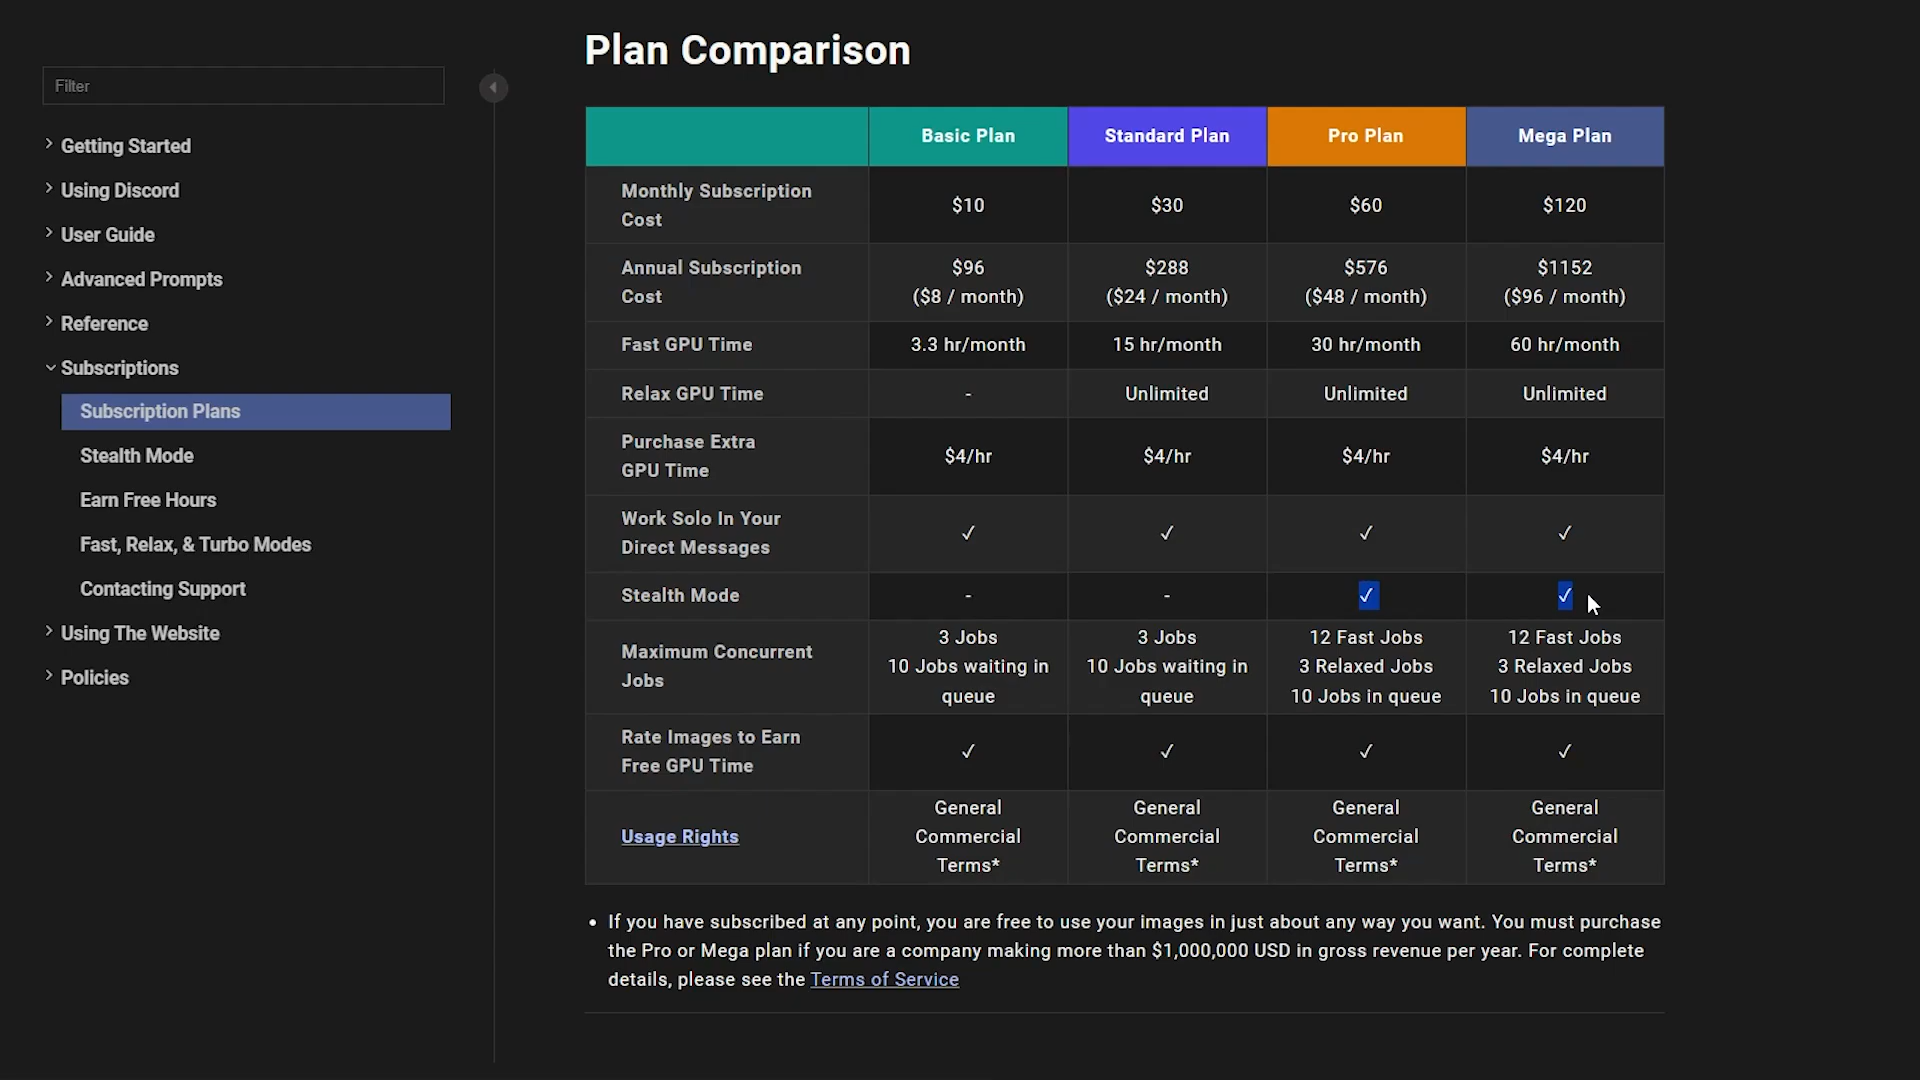 Plan Comparison
Filter
Getting Started
Using Discord
User Guide
Advanced Prompts
Reference
Subscriptions
Subscription Plans
Stealth Mode
Earn Free Hours
Fast, Relax, & Turbo Modes
Contacting Support
Using The Website
Policies
Basic Plan Standard Plan Pro Plan Mega Plan
Monthly Subscription
Cost
$10 $30 $60 $120
Annual Subscription
Cost
$96 $288 $576 $1152
($8 / month) ($24 / month) ($48 / month) ($96 / month)
Fast GPU Time 3.3 hr/month 15 hr/month 30 hr/month 60 hr/month
Relax GPU Time - Unlimited Unlimited Unlimited
Purchase Extra
GPU Time
$4/hr $4/hr $4/hr $4/hr
Work Solo In Your
Direct Messages
✓ ✓ ✓ ✓
Stealth Mode - - ✓ ✓
Maximum Concurrent
Jobs
3 Jobs 3 Jobs 12 Fast Jobs 12 Fast Jobs
10 Jobs waiting in 10 Jobs waiting in 3 Relaxed Jobs 3 Relaxed Jobs
queue queue 10 Jobs in queue 10 Jobs in queue
Rate Images to Earn
Free GPU Time
✓ ✓ ✓ ✓
Usage Rights
General General General General
Commercial Commercial Commercial Commercial
Terms* Terms* Terms* Terms*
• If you have subscribed at any point, you are free to use your images in just about any way you want. You must purchase
the Pro or Mega plan if you are a company making more than $1,000,000 USD in gross revenue per year. For complete
details, please see the Terms of Service